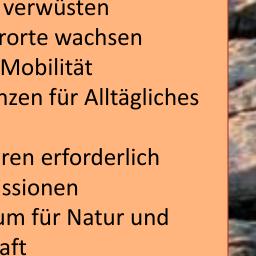 verwüsten
rorte wachsen
Mobilität
nzen für Alltägliches
ren erforderlich
ssionen
um für Natur und
aft